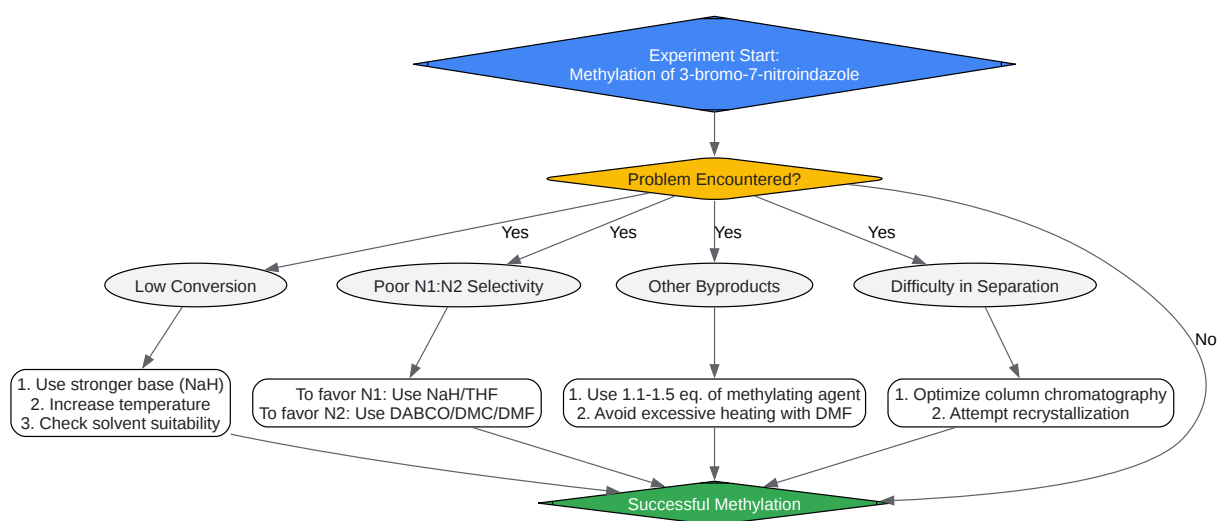 Experiment Start:
Methylation of 3-bromo-7-nitroindazole
Problem Encountered?
Yes
Yes
Yes
Yes
No
Low Conversion
Poor N1:N2 Selectivity
Other Byproducts
Difficulty in Separation
1. Use stronger base (NaH)
2. Increase temperature
3. Check solvent suitability
To favor N1: Use NaH/THF
To favor N2: Use DABCO/DMC/DMF
1. Use 1.1-1.5 eq. of methylating agent
2. Avoid excessive heating with DMF
1. Optimize column chromatography
2. Attempt recrystallization
Successful Methylation